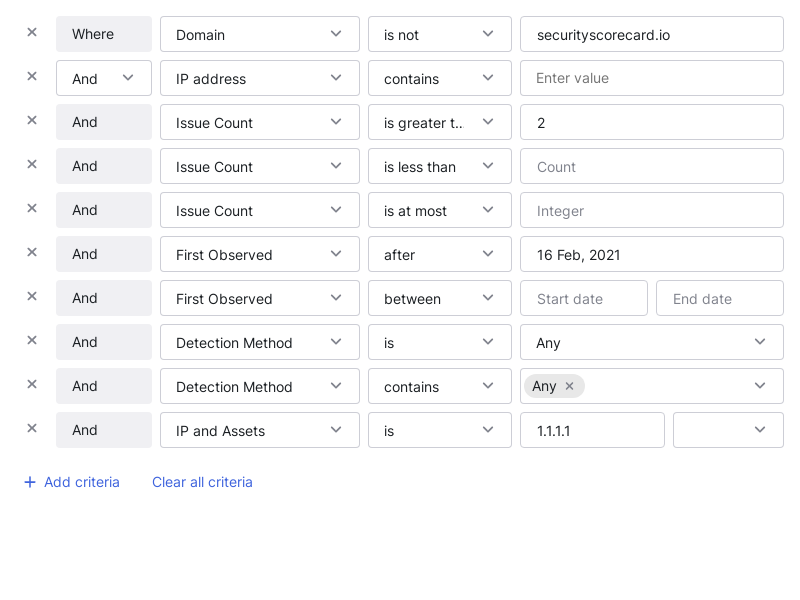 Where Domain is not securityscorecard.io
And IP address contains Enter value
And Issue Count is greater t... 2
And Issue Count is less than Count
And Issue Count is at most Integer
And First Observed after 16 Feb, 2021
And First Observed between Start date End date
And Detection Method is Any
And Detection Method contains Any
And IP and Assets is 1.1.1.1
Add criteria Clear all criteria